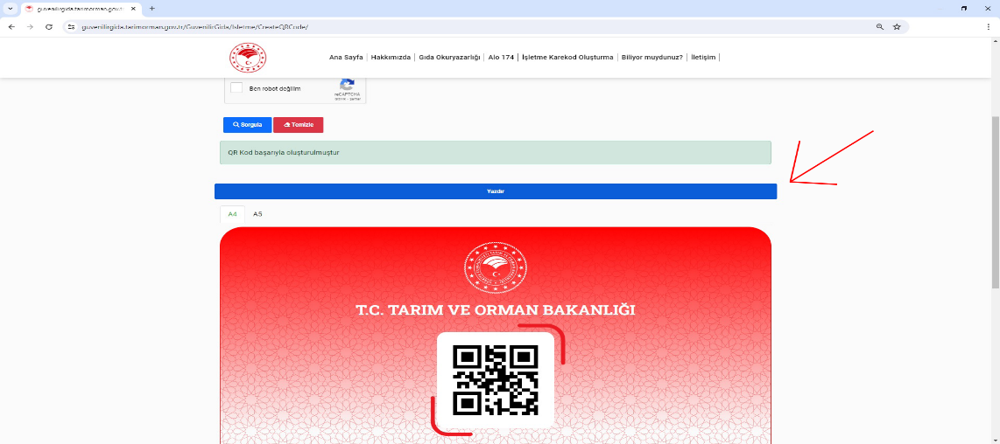 guvenilirgida.tarimorman.gov.t
guvenilirgida.tarimorman.gov.tr/GuvenilirGida/Isletme/CreateQRCode/
Ana Sayfa | Hakkımızda | Gıda Okuryazarlığı | Alo 174 | İşletme Karekod Oluşturma | Biliyor muydunuz? | İletişim |
Ben robot değilim
reCAPTCHA
Sorgula Temizle
QR Kod başarıyla oluşturulmuştur
Yazdır
A4 A5
T.C. TARIM VE ORMAN BAKANLIĞI